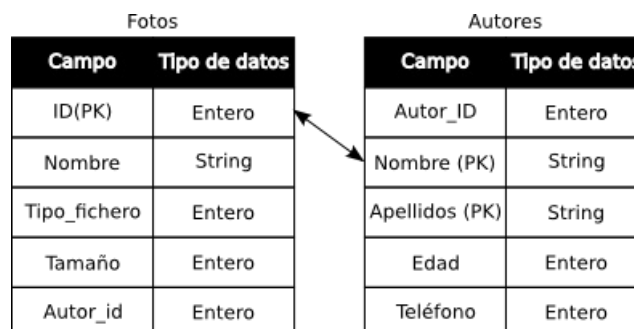 Fotos
Campo Tipo de datos
ID(PK) Entero
Nombre String
Tipo_fichero Entero
Tamaño Entero
Autor_id Entero
Autores
Campo Tipo de datos
Autor_ID Entero
Nombre (PK) String
Apellidos (PK) String
Edad Entero
Teléfono Entero